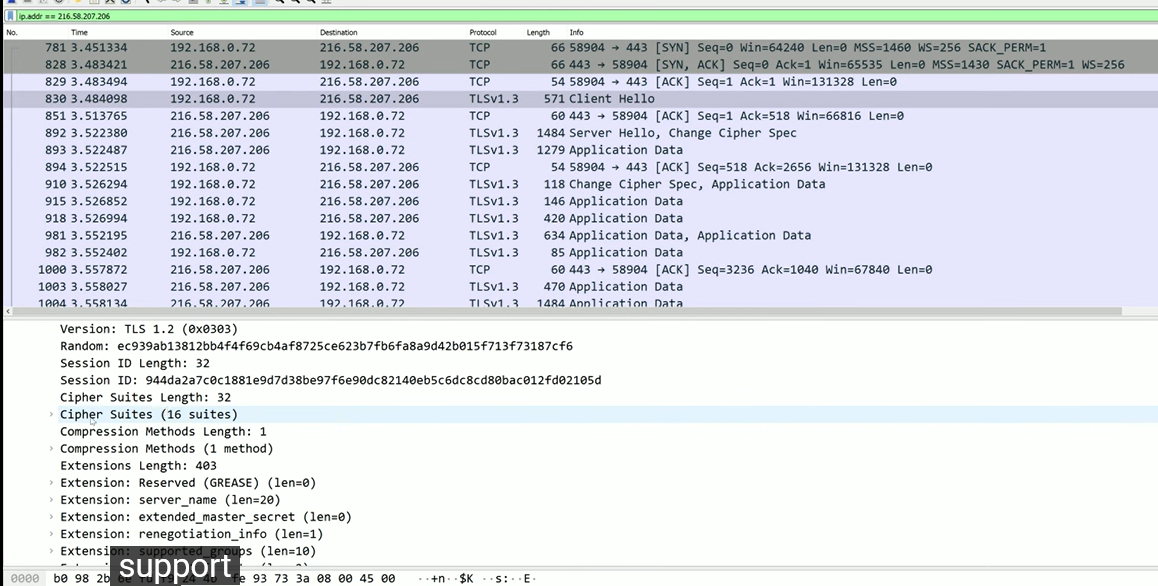 ip.addr == 216.58.207.206
No. Time Source Destination Protocol Length Info
781 3.451334 192.168.0.72 216.58.207.206 TCP 66 58904 → 443 [SYN] Seq=0 Win=64240 Len=0 MSS=1460 WS=256 SACK_PERM=1
828 3.483421 216.58.207.206 192.168.0.72 TCP 66 443 → 58904 [SYN, ACK] Seq=0 Ack=1 Win=65535 Len=0 MSS=1430 SACK_PERM=1 WS=256
829 3.483494 192.168.0.72 216.58.207.206 TCP 54 58904 → 443 [ACK] Seq=1 Ack=1 Win=131328 Len=0
830 3.484098 192.168.0.72 216.58.207.206 TLSv1.3 571 Client Hello
851 3.513765 216.58.207.206 192.168.0.72 TCP 60 443 → 58904 [ACK] Seq=1 Ack=518 Win=66816 Len=0
892 3.522380 216.58.207.206 192.168.0.72 TLSv1.3 1484 Server Hello, Change Cipher Spec
893 3.522487 216.58.207.206 192.168.0.72 TLSv1.3 1279 Application Data
894 3.522515 192.168.0.72 216.58.207.206 TCP 54 58904 → 443 [ACK] Seq=518 Ack=2656 Win=131328 Len=0
910 3.526294 192.168.0.72 216.58.207.206 TLSv1.3 118 Change Cipher Spec, Application Data
915 3.526852 192.168.0.72 216.58.207.206 TLSv1.3 146 Application Data
918 3.526994 192.168.0.72 216.58.207.206 TLSv1.3 420 Application Data
981 3.552195 216.58.207.206 192.168.0.72 TLSv1.3 634 Application Data, Application Data
982 3.552402 192.168.0.72 216.58.207.206 TLSv1.3 85 Application Data
1000 3.557872 216.58.207.206 192.168.0.72 TCP 60 443 → 58904 [ACK] Seq=3236 Ack=1040 Win=67840 Len=0
1003 3.558027 216.58.207.206 192.168.0.72 TLSv1.3 470 Application Data
1004 3.558134 216.58.207.206 192.168.0.72 TLSv1.3 1484 Application Data
Version: TLS 1.2 (0x0303)
Random: ec939ab13812bb4f4f69cb4af8725ce623b7fb6fa8a9d42b015f713f73187cf6
Session ID Length: 32
Session ID: 944da2a7c0c1881e9d7d38be97f6e90dc82140eb5c6dc8cd80bac012fd02105d
Cipher Suites Length: 32
Cipher Suites (16 suites)
Compression Methods Length: 1
Compression Methods (1 method)
Extensions Length: 403
Extension: Reserved (GREASE) (len=0)
Extension: server_name (len=20)
Extension: extended_master_secret (len=0)
Extension: renegotiation_info (len=1)
Extension: supported_groups (len=10)
support
0000 b0 98 2b fe 93 73 3a 08 00 45 00 ··+n··$K ··s:··E·